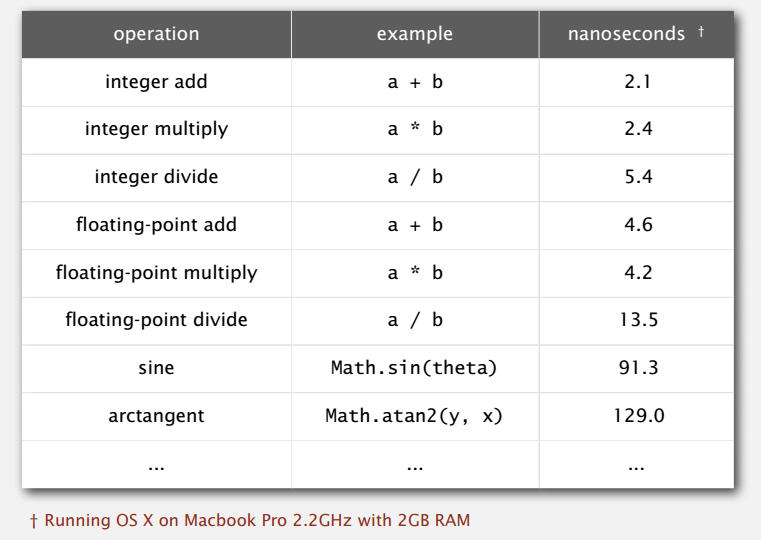 operation example nanoseconds †
integer add a + b 2.1
integer multiply a * b 2.4
integer divide a / b 5.4
floating-point add a + b 4.6
floating-point multiply a * b 4.2
floating-point divide a / b 13.5
sine Math.sin(theta) 91.3
arctangent Math.atan2(y, x) 129.0
... ... ...
† Running OS X on Macbook Pro 2.2GHz with 2GB RAM